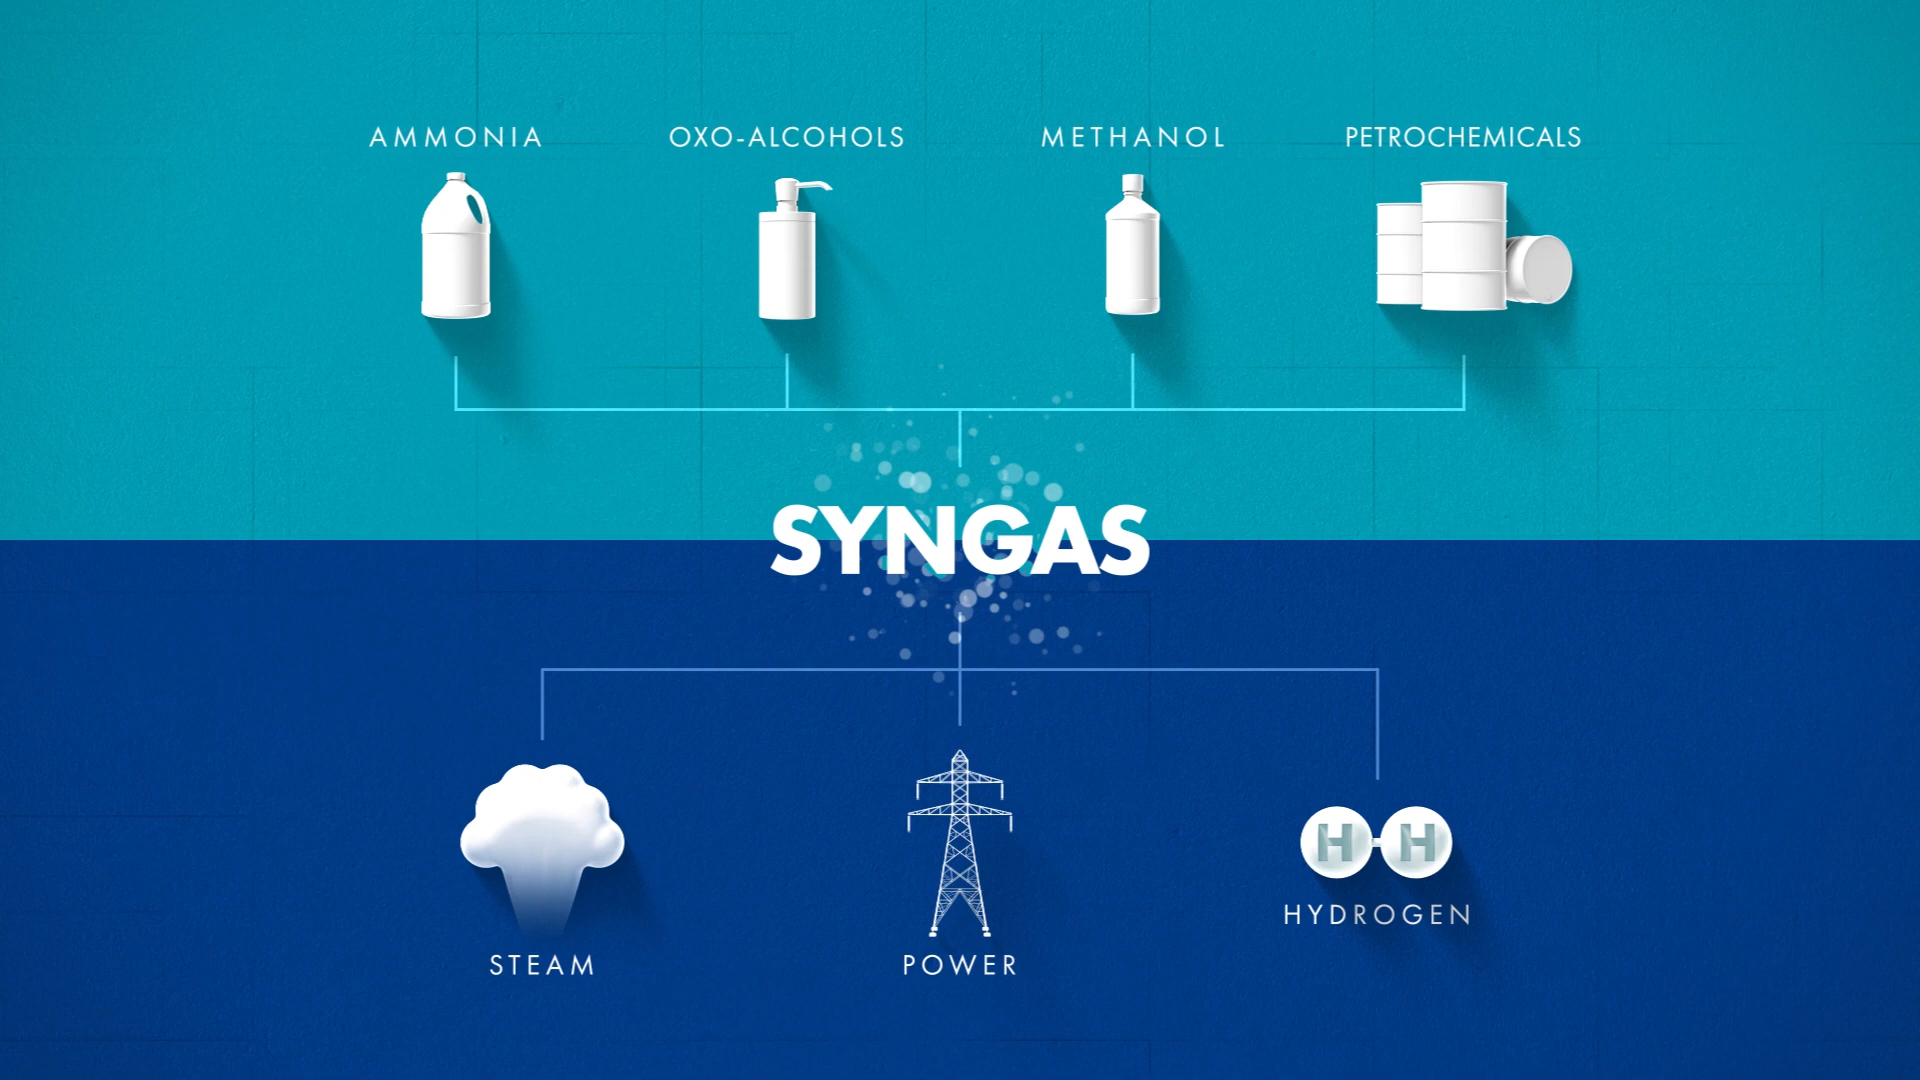 AMMONIA
OXO-ALCOHOLS
METHANOL
PETROCHEMICALS
SYNGAS
H H
HYDROGEN
STEAM
POWER